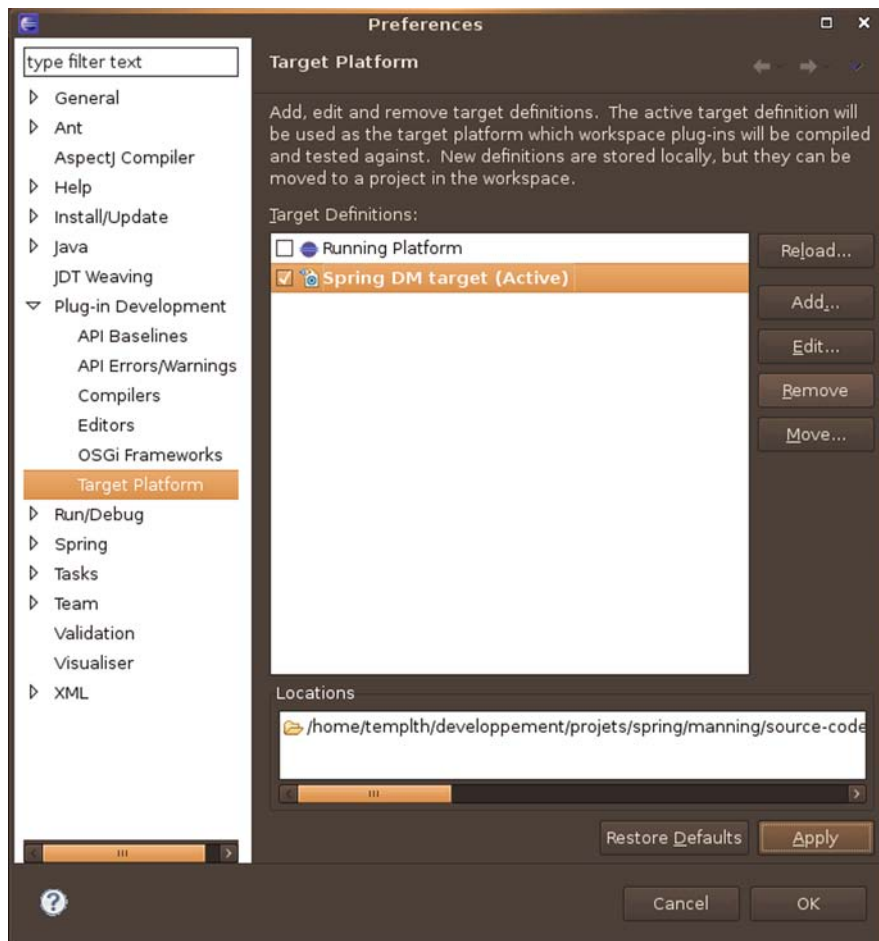 Preferences
type filter text
General
Ant
AspectJ Compiler
Help
Install/Update
Java
JDT Weaving
Plug-in Development
API Baselines
API Errors/Warnings
Compilers
Editors
OSGi Frameworks
Target Platform
Run/Debug
Spring
Tasks
Team
Validation
Visualiser
XML
Target Platform
Add, edit and remove target definitions. The active target definition will
be used as the target platform which workspace plug-ins will be compiled
and tested against. New definitions are stored locally, but they can be
moved to a project in the workspace.
Target Definitions:
Running Platform
Spring DM target (Active)
Reload...
Add...
Edit...
Remove
Move...
Locations
/home/templth/developpement/projets/spring/manning/source-code
Restore Defaults
Apply
Cancel
OK